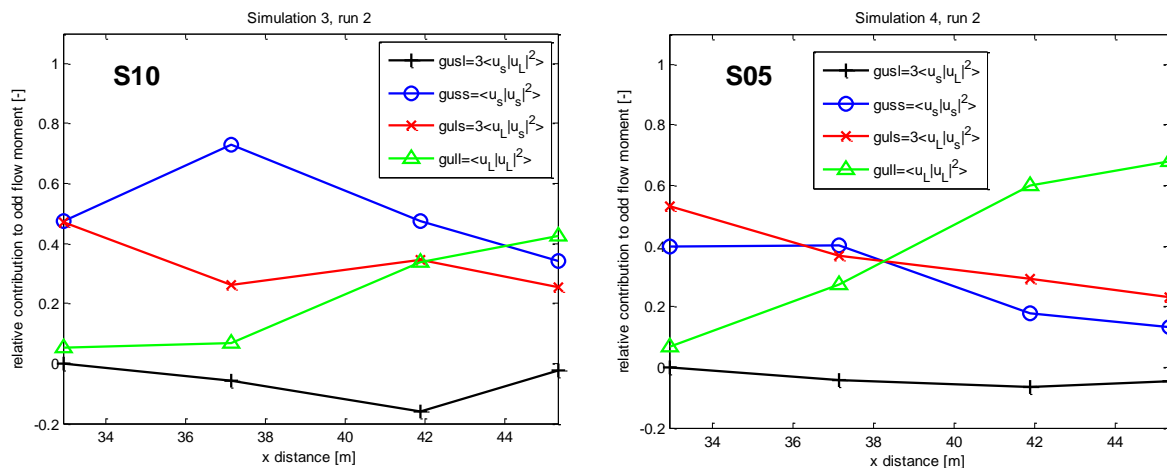 Simulation 3, run 2
S10
gusl=3<u_s|u_L|^2>
guss=<u_s|u_s|^2>
guls=3<u_L|u_s|^2>
gull=<u_L|u_L|^2>
relative contribution to odd flow moment [-]
1
0.8
0.6
0.4
0.2
0
-0.2
34 36 38 40 42 44
x distance [m]
Simulation 4, run 2
S05
gusl=3<u_s|u_L|^2>
guss=<u_s|u_s|^2>
guls=3<u_L|u_s|^2>
gull=<u_L|u_L|^2>
relative contribution to odd flow moment [-]
1
0.8
0.6
0.4
0.2
0
-0.2
34 36 38 40 42 44
x distance [m]